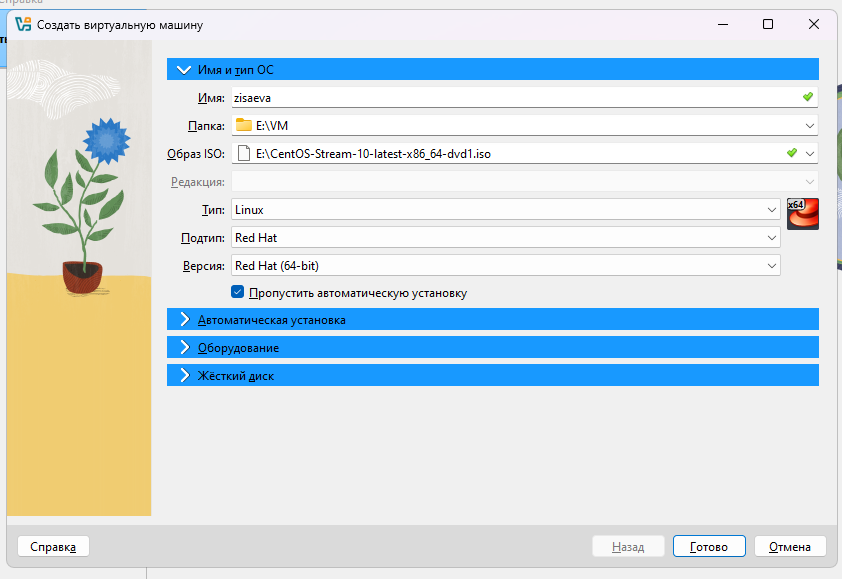 Справка
Создать виртуальную машину
Имя и тип ОС
Имя: zisaeva
Папка: E:\VM
Образ ISO: E:\CentOS-Stream-10-latest-x86_64-dvd1.iso
Редакция:
Тип: Linux
x64
Подтип: Red Hat
Версия: Red Hat (64-bit)
Пропустить автоматическую установку
Автоматическая установка
Оборудование
Жёсткий диск
Справка
Назад
Готово
Отмена